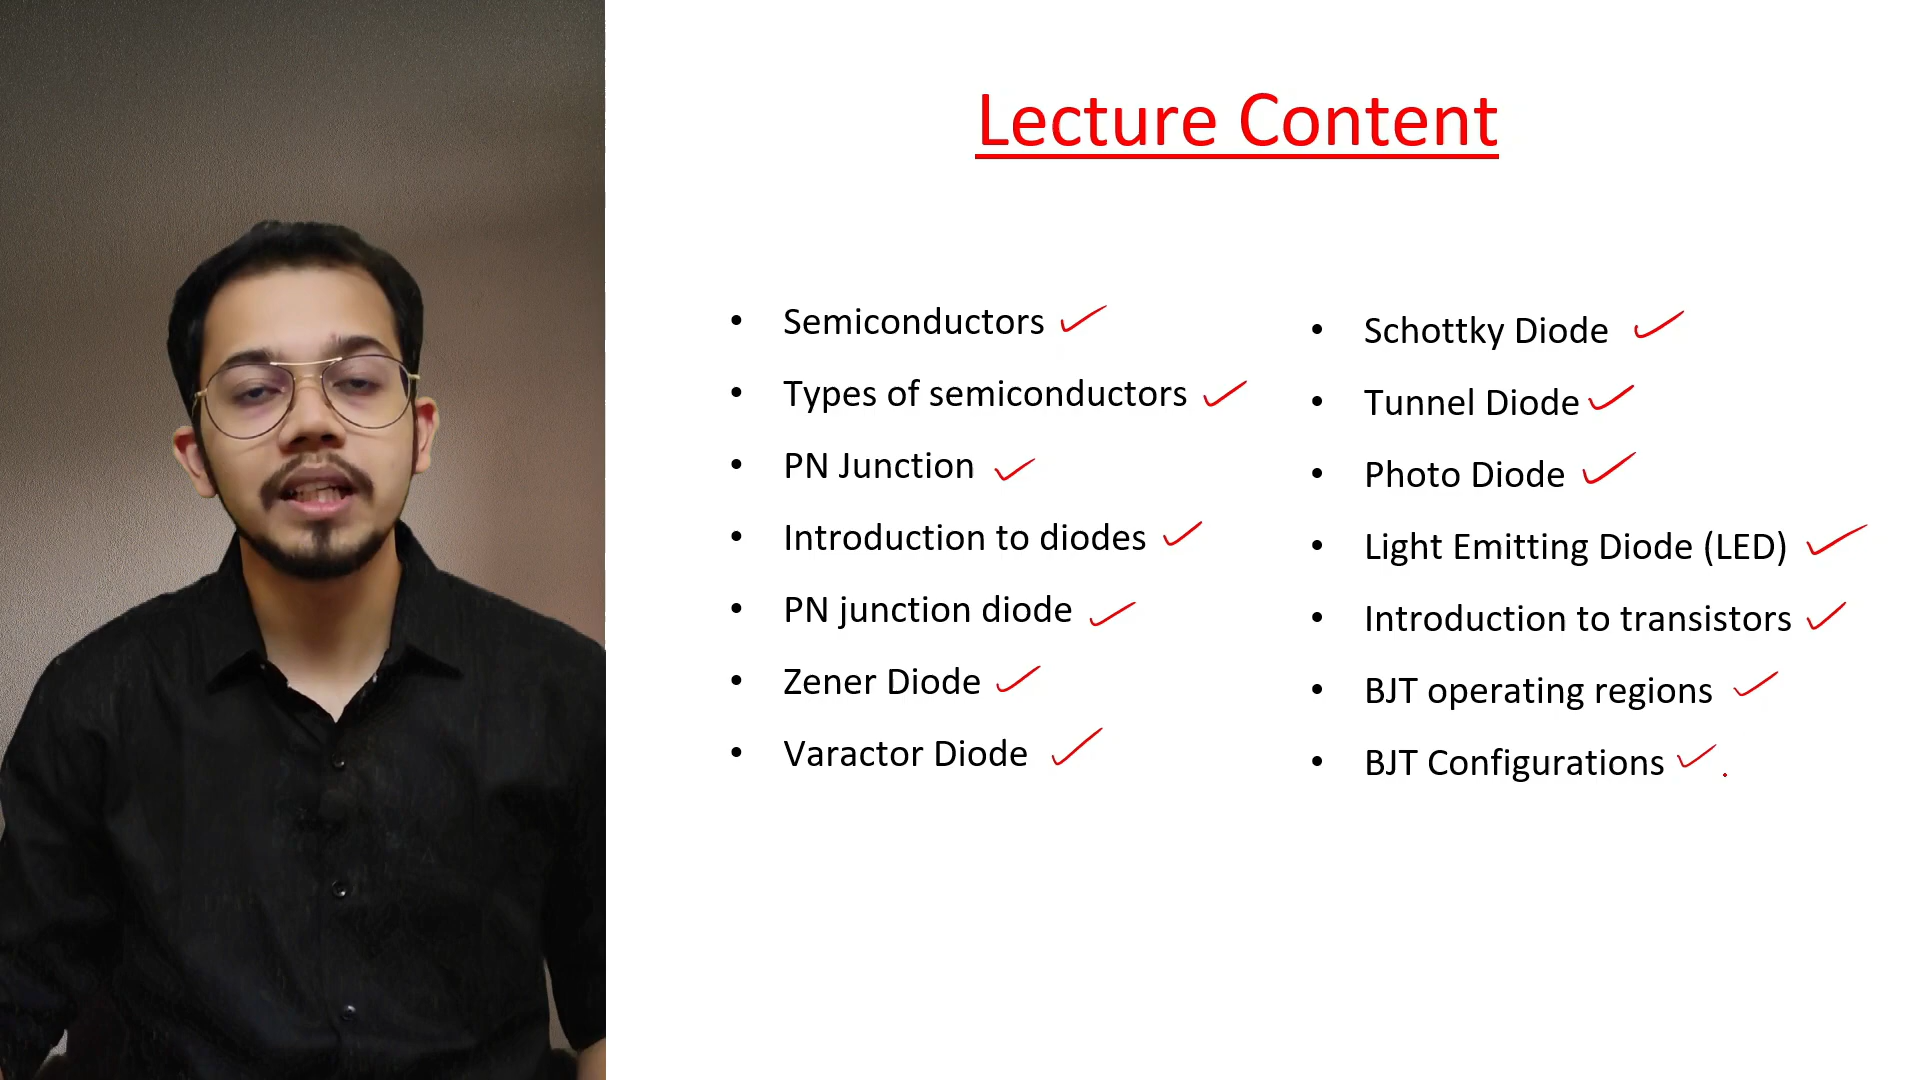 Lecture Content
• Semiconductors
• Types of semiconductors
• PN Junction
• Introduction to diodes
• PN junction diode
• Zener Diode
• Varactor Diode
• Schottky Diode
• Tunnel Diode
• Photo Diode
• Light Emitting Diode (LED)
• Introduction to transistors
• BJT operating regions
• BJT Configurations